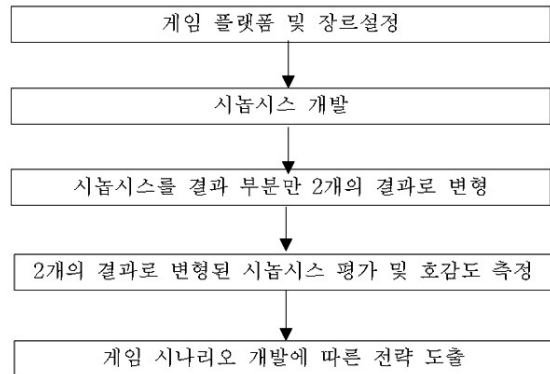 게임 플랫폼 및 장르설정
시놉시스 개발
시놉시스를 결과 부분만 2개의 결과로 변형
2개의 결과로 변형된 시놉시스 평가 및 호감도 측정
게임 시나리오 개발에 따른 전략 도출